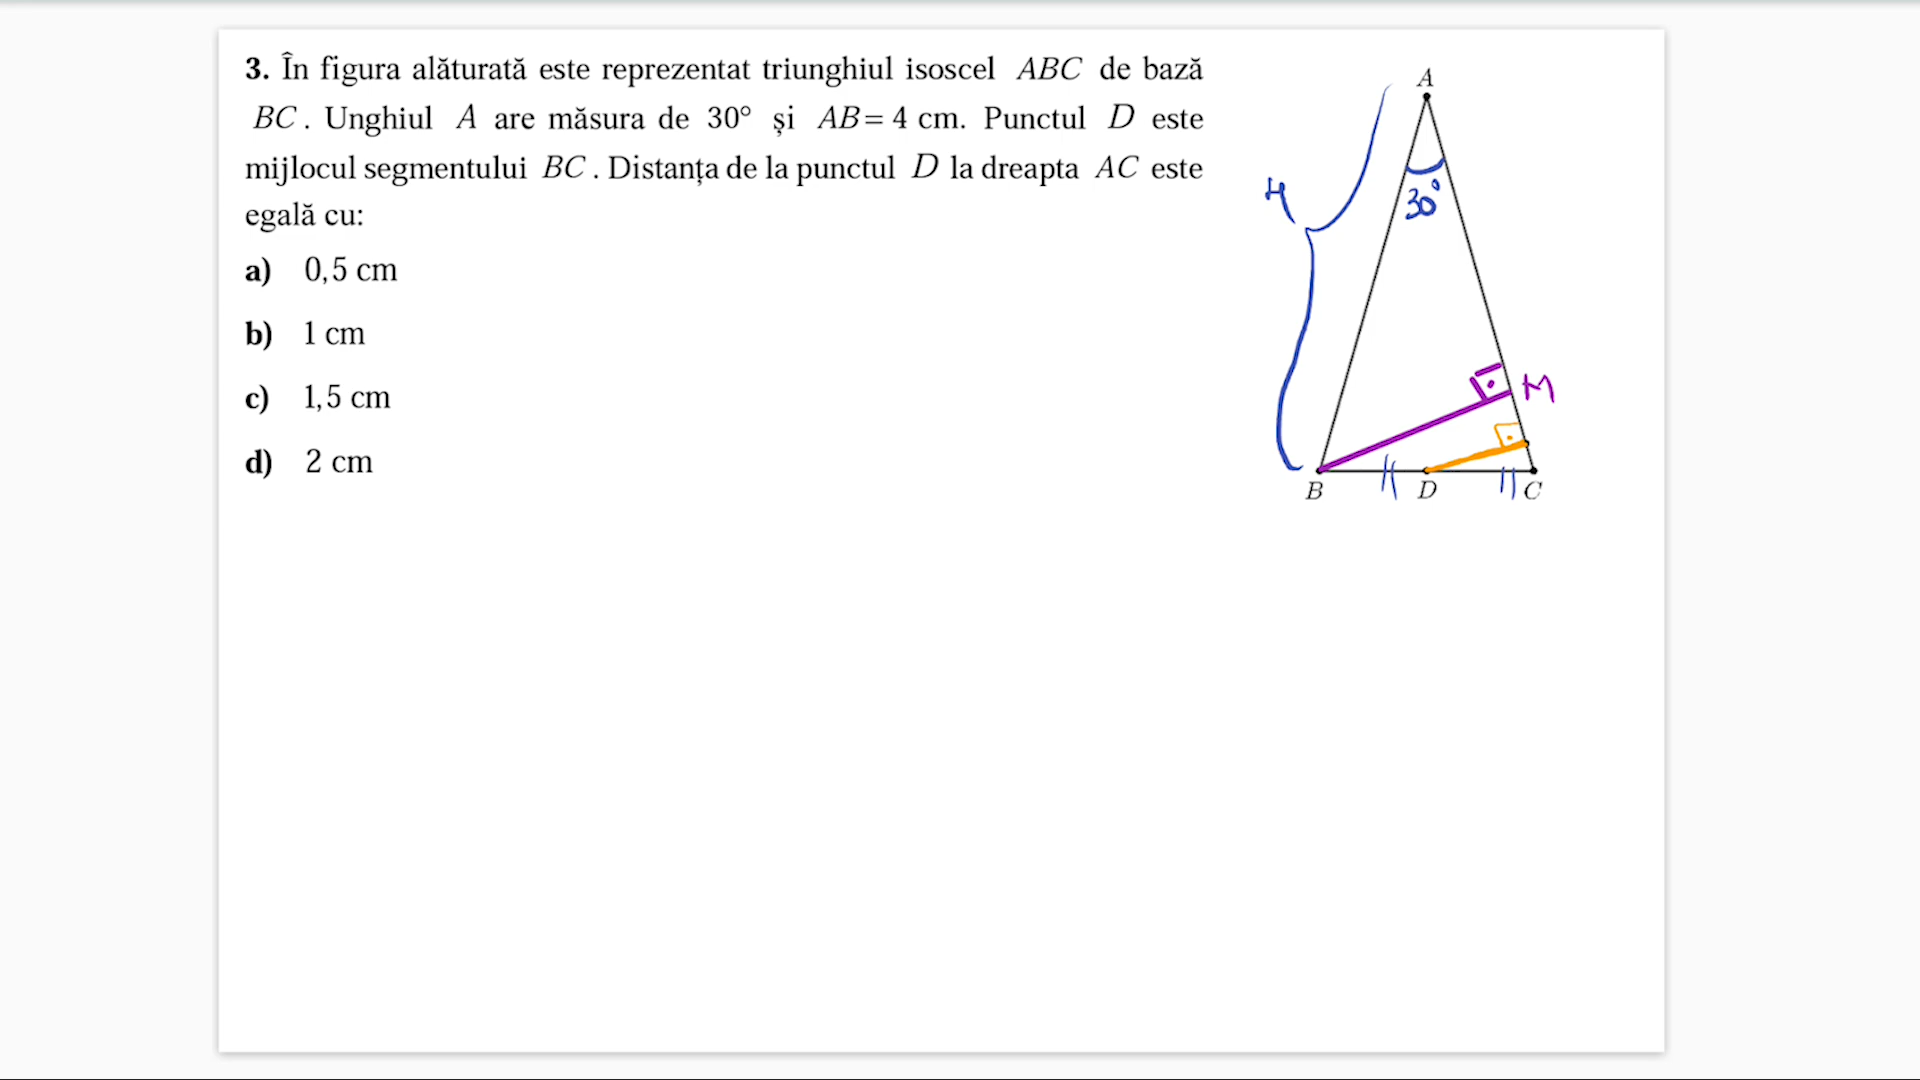 3. În figura alăturată este reprezentat triunghiul isoscel ABC de bază
BC. Unghiul A are măsura de 30° și AB = 4 cm. Punctul D este
mijlocul segmentului BC. Distanța de la punctul D la dreapta AC este
egală cu:
a) 0,5 cm
b) 1 cm
c) 1,5 cm
d) 2 cm
A
4
30°
M
B
D
C